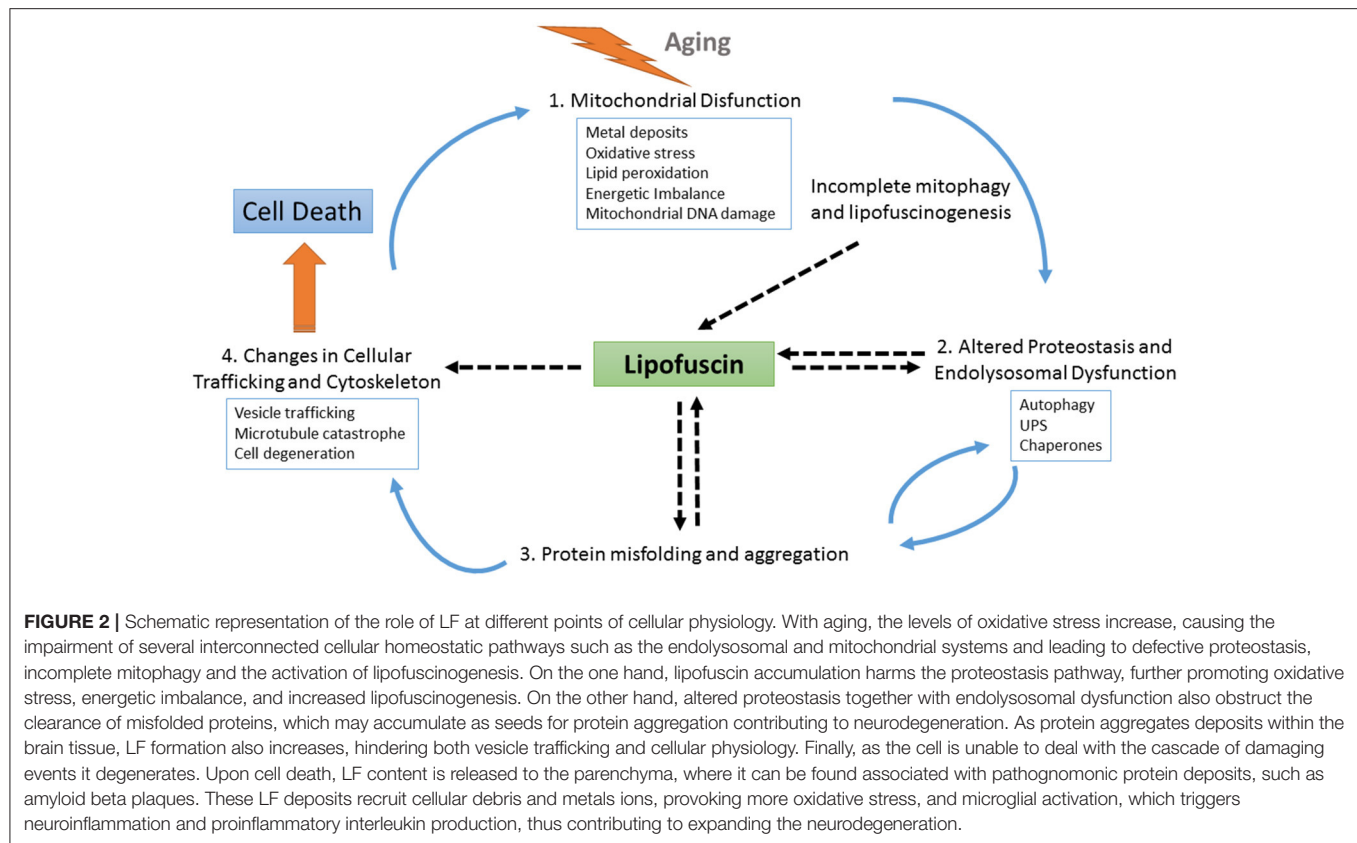 Aging
1. Mitochondrial Disfunction
Metal deposits
Oxidative stress
Lipid peroxidation
Energetic Imbalance
Mitochondrial DNA damage
Incomplete mitophagy
and lipofuscinogenesis
Cell Death
4. Changes in Cellular
Trafficking and Cytoskeleton
Vesicle trafficking
Microtubule catastrophe
Cell degeneration
Lipofuscin
2. Altered Proteostasis and
Endolysosomal Dysfunction
Autophagy
UPS
Chaperones
3. Protein misfolding and aggregation
FIGURE 2 | Schematic representation of the role of LF at different points of cellular physiology. With aging, the levels of oxidative stress increase, causing the
impairment of several interconnected cellular homeostatic pathways such as the endolysosomal and mitochondrial systems and leading to defective proteostasis,
incomplete mitophagy and the activation of lipofuscinogenesis. On the one hand, lipofuscin accumulation harms the proteostasis pathway, further promoting oxidative
stress, energetic imbalance, and increased lipofuscinogenesis. On the other hand, altered proteostasis together with endolysosomal dysfunction also obstruct the
clearance of misfolded proteins, which may accumulate as seeds for protein aggregation contributing to neurodegeneration. As protein aggregates deposits within the
brain tissue, LF formation also increases, hindering both vesicle trafficking and cellular physiology. Finally, as the cell is unable to deal with the cascade of damaging
events it degenerates. Upon cell death, LF content is released to the parenchyma, where it can be found associated with pathognomonic protein deposits, such as
amyloid beta plaques. These LF deposits recruit cellular debris and metals ions, provoking more oxidative stress, and microglial activation, which triggers
neuroinflammation and proinflammatory interleukin production, thus contributing to expanding the neurodegeneration.